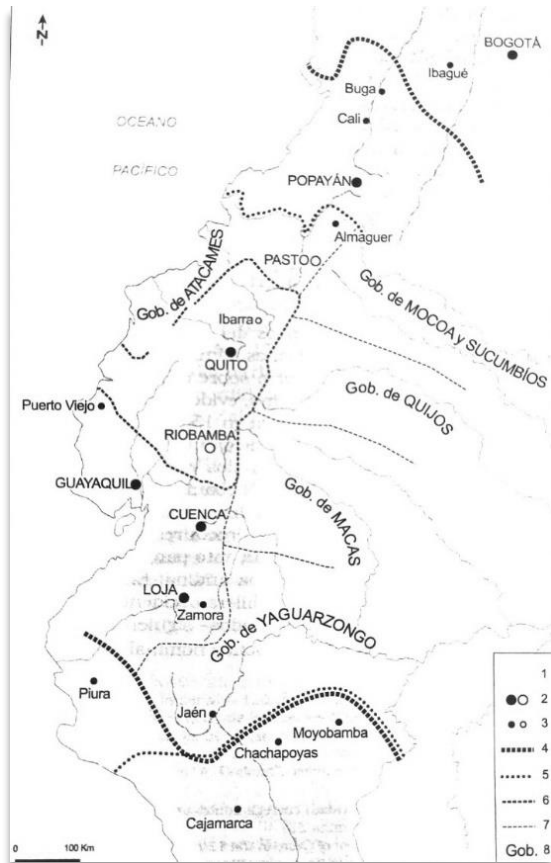 N
BOGOTÁ
Ibagué
Buga
Cali
OCEANO
PACÍFICO
POPAYÁN
Almaguer
PASTOO
Gob. de ATACAMES
Gob. de MOCOA y SUCUMBÍOS
Ibarra
QUITO
Gob. de QUIJOS
Puerto Viejo
RIOBAMBA
GUAYAQUIL
Gob. de MACAS
CUENCA
LOJA
Zamora
Gob. de YAGUARZONGO
Piura
Jaén
Moyobamba
Chachapoyas
Cajamarca
1
2
3
4
5
6
7
Gob. 8
0 100 Km